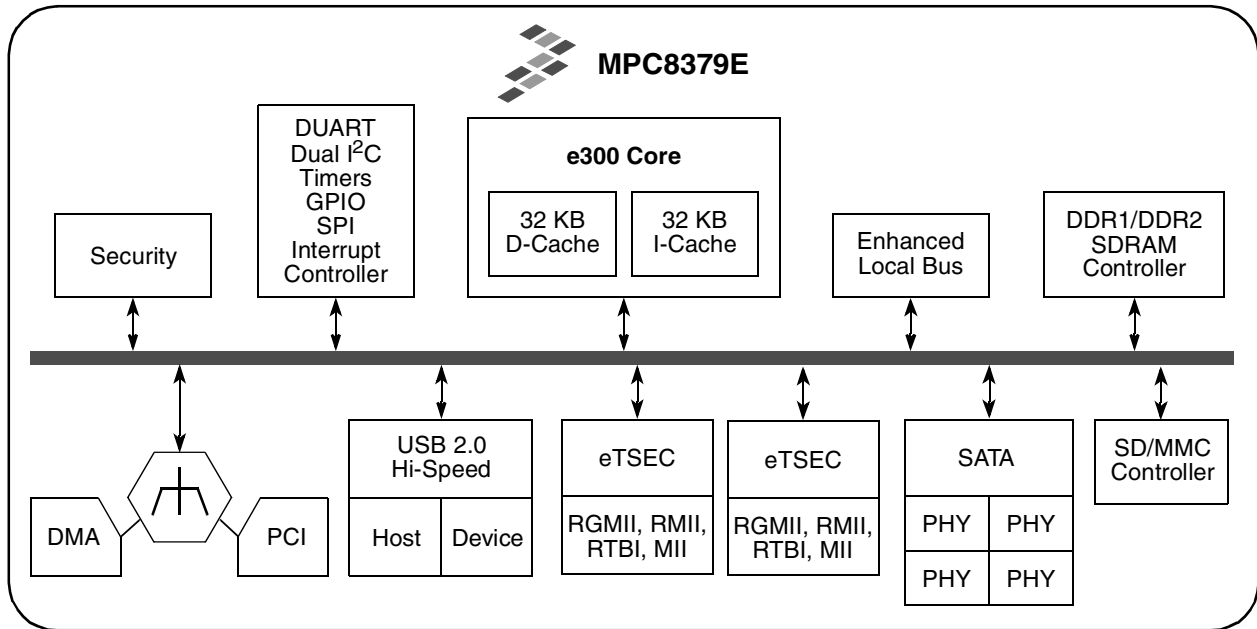 MPC8379E
DUART
Dual I²C
Timers
GPIO
SPI
Interrupt
Controller
e300 Core
32 KB
D-Cache
32 KB
I-Cache
Security
Enhanced
Local Bus
DDR1/DDR2
SDRAM
Controller
USB 2.0
Hi-Speed
Host
Device
eTSEC
RGMII, RMII,
RTBI, MII
eTSEC
RGMII, RMII,
RTBI, MII
SATA
PHY
PHY
PHY
PHY
SD/MMC
Controller
DMA
PCI